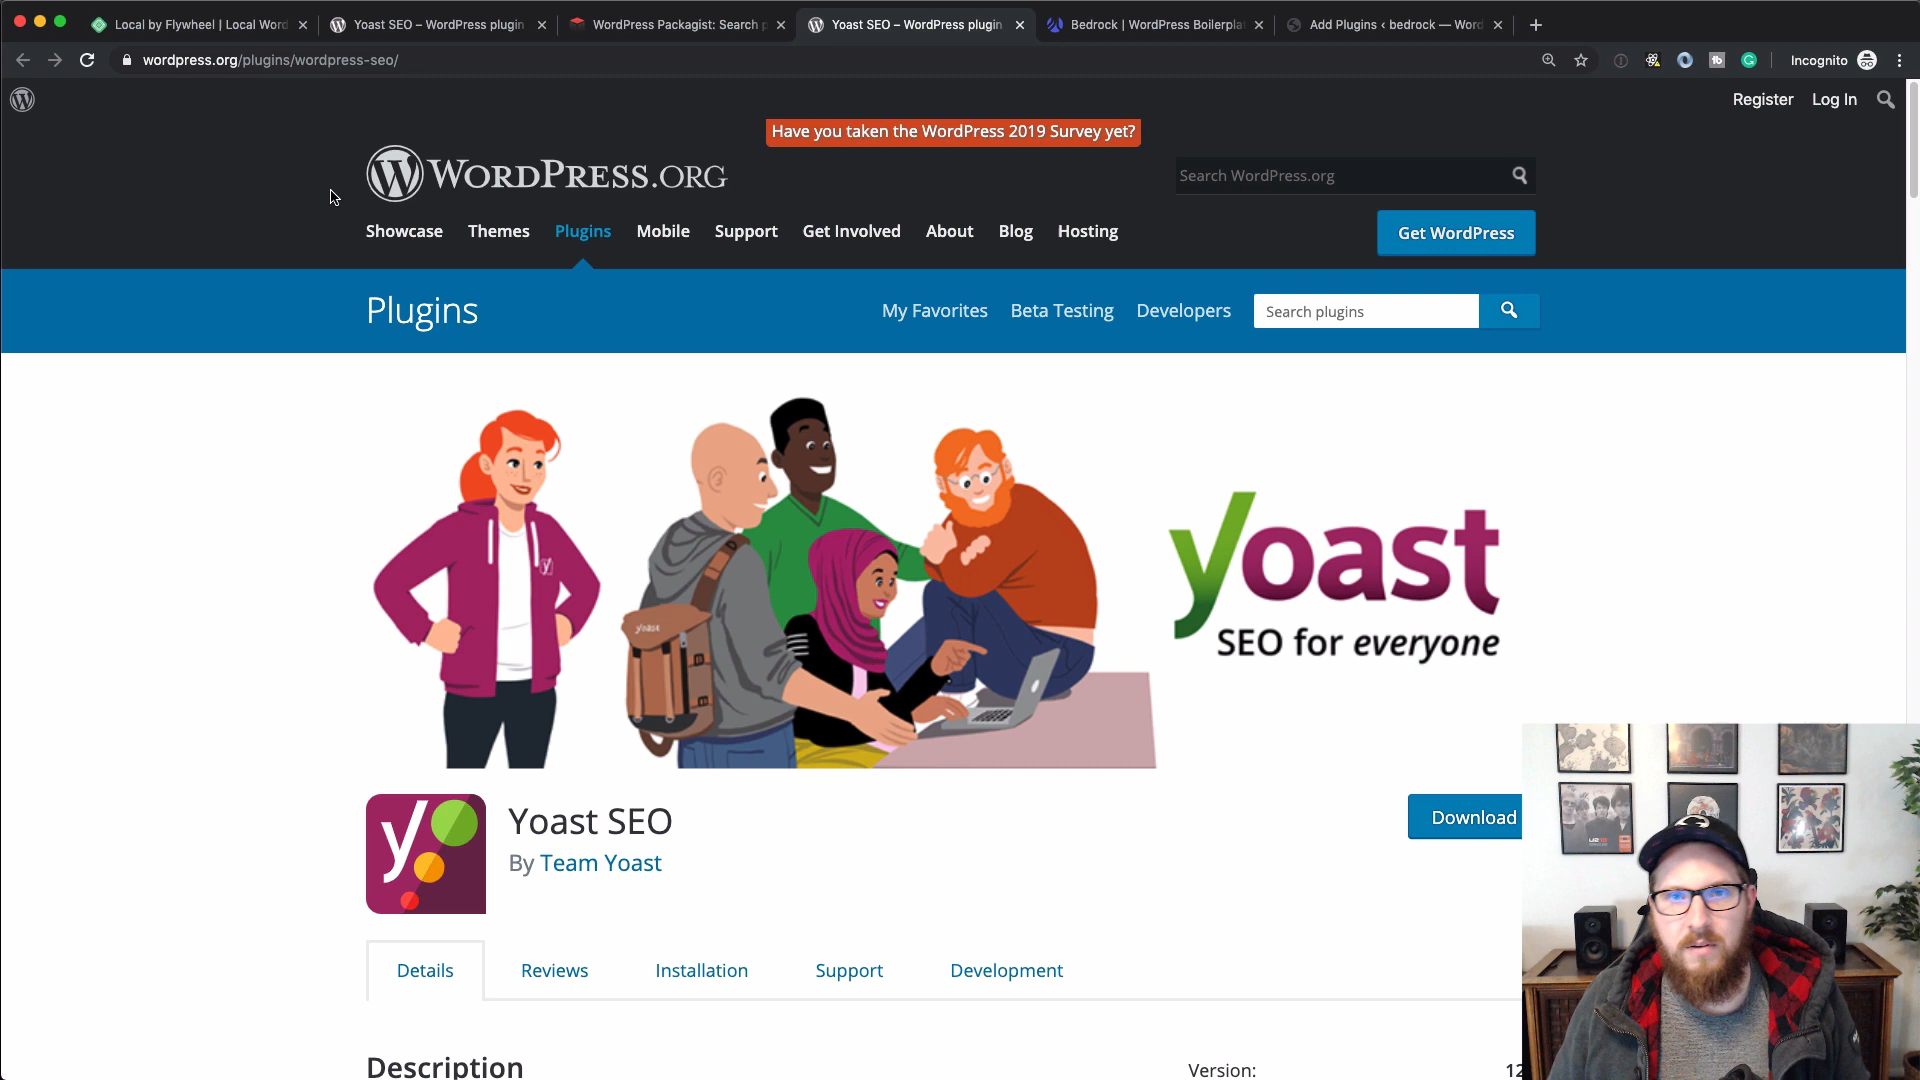 Local by Flywheel | Local Word
Yoast SEO – WordPress plugin
WordPress Packagist: Search p
Yoast SEO – WordPress plugin
Bedrock | WordPress Boilerpla
Add Plugins ‹ bedrock — Word
wordpress.org/plugins/wordpress-seo/
Incognito
Register
Log In
Have you taken the WordPress 2019 Survey yet?
WORDPRESS.ORG
Search WordPress.org
Showcase
Themes
Plugins
Mobile
Support
Get Involved
About
Blog
Hosting
Get WordPress
Plugins
My Favorites
Beta Testing
Developers
Search plugins
yoast
SEO for everyone
yoast
Yoast SEO
By Team Yoast
Download
Details
Reviews
Installation
Support
Development
Description
Version:
12